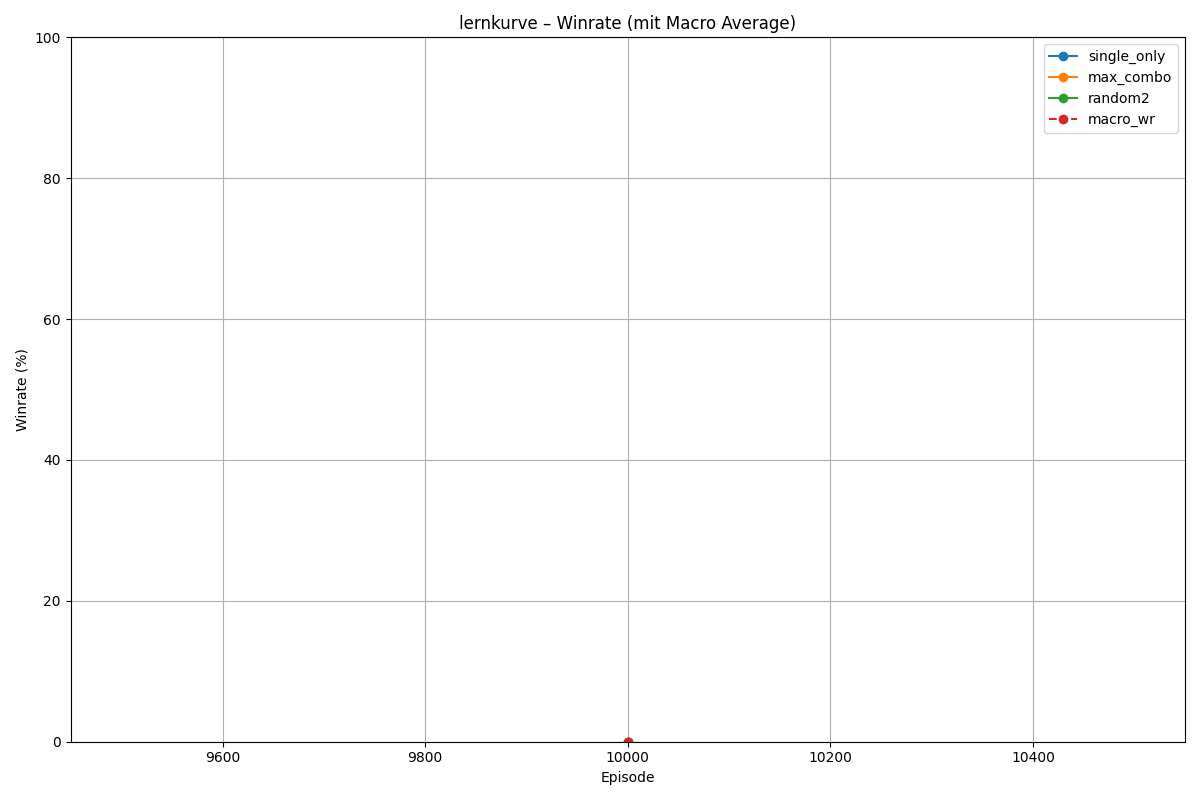 lernkurve – Winrate (mit Macro Average)
100
80
60
40
20
0
Winrate (%)
single_only
max_combo
random2
macro_wr
9600
9800
10000
10200
10400
Episode